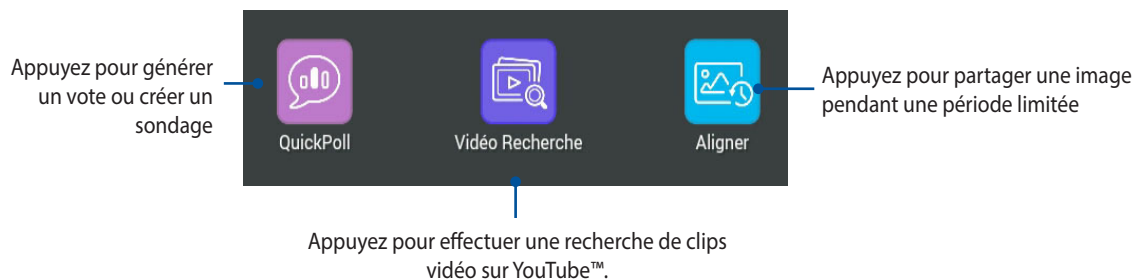 Appuyez pour générer
un vote ou créer un
sondage
QuickPoll
Vidéo Recherche
Aligner
Appuyez pour partager une image
pendant une période limitée
Appuyez pour effectuer une recherche de clips
vidéo sur YouTube™.